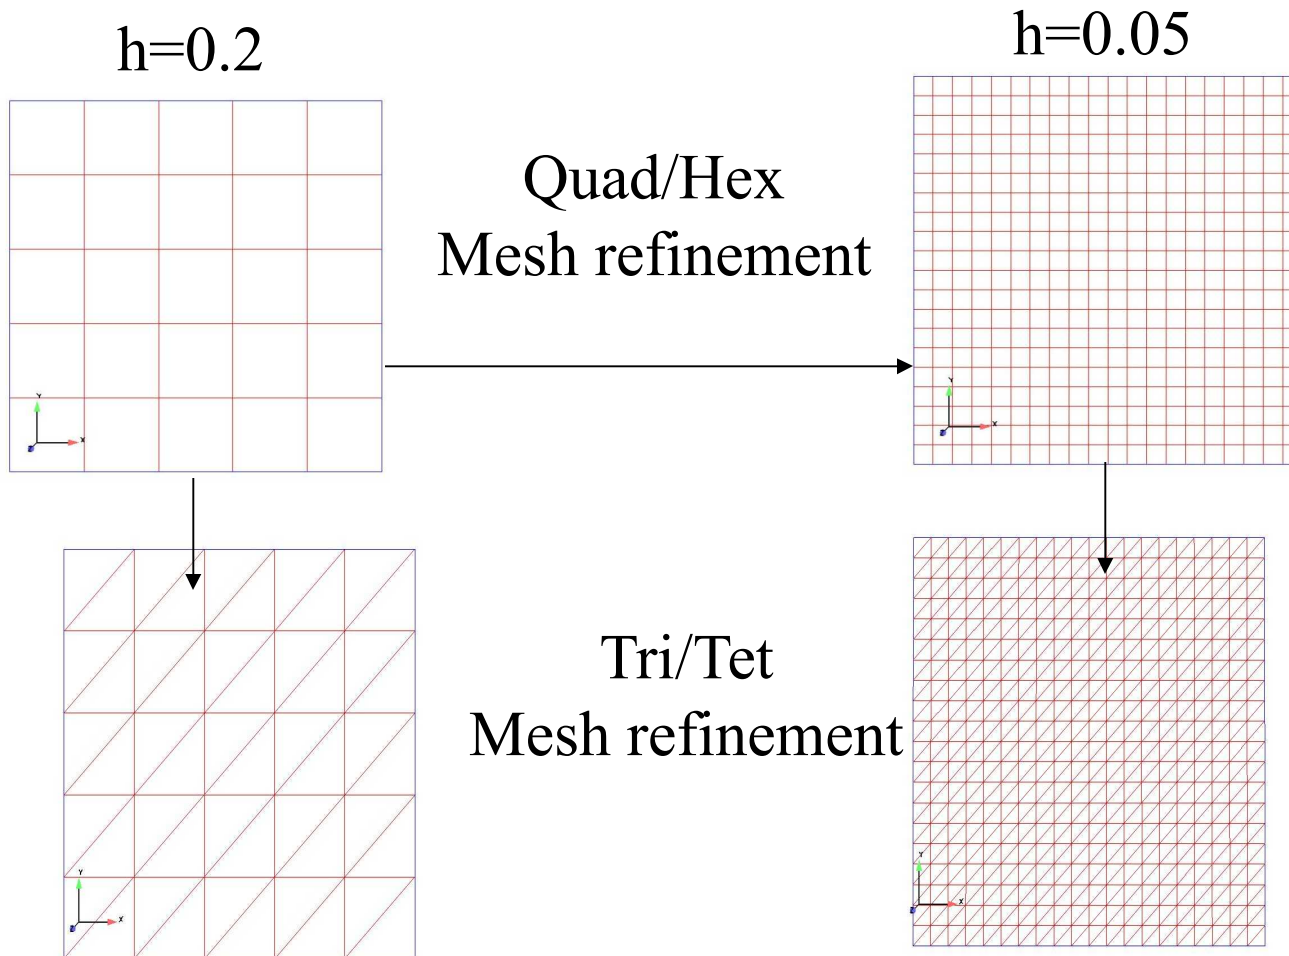 h=0.2
h=0.05
Quad/Hex
Mesh refinement
Y
X
Y
X
Tri/Tet
Mesh refinement
Y
X
Y
X